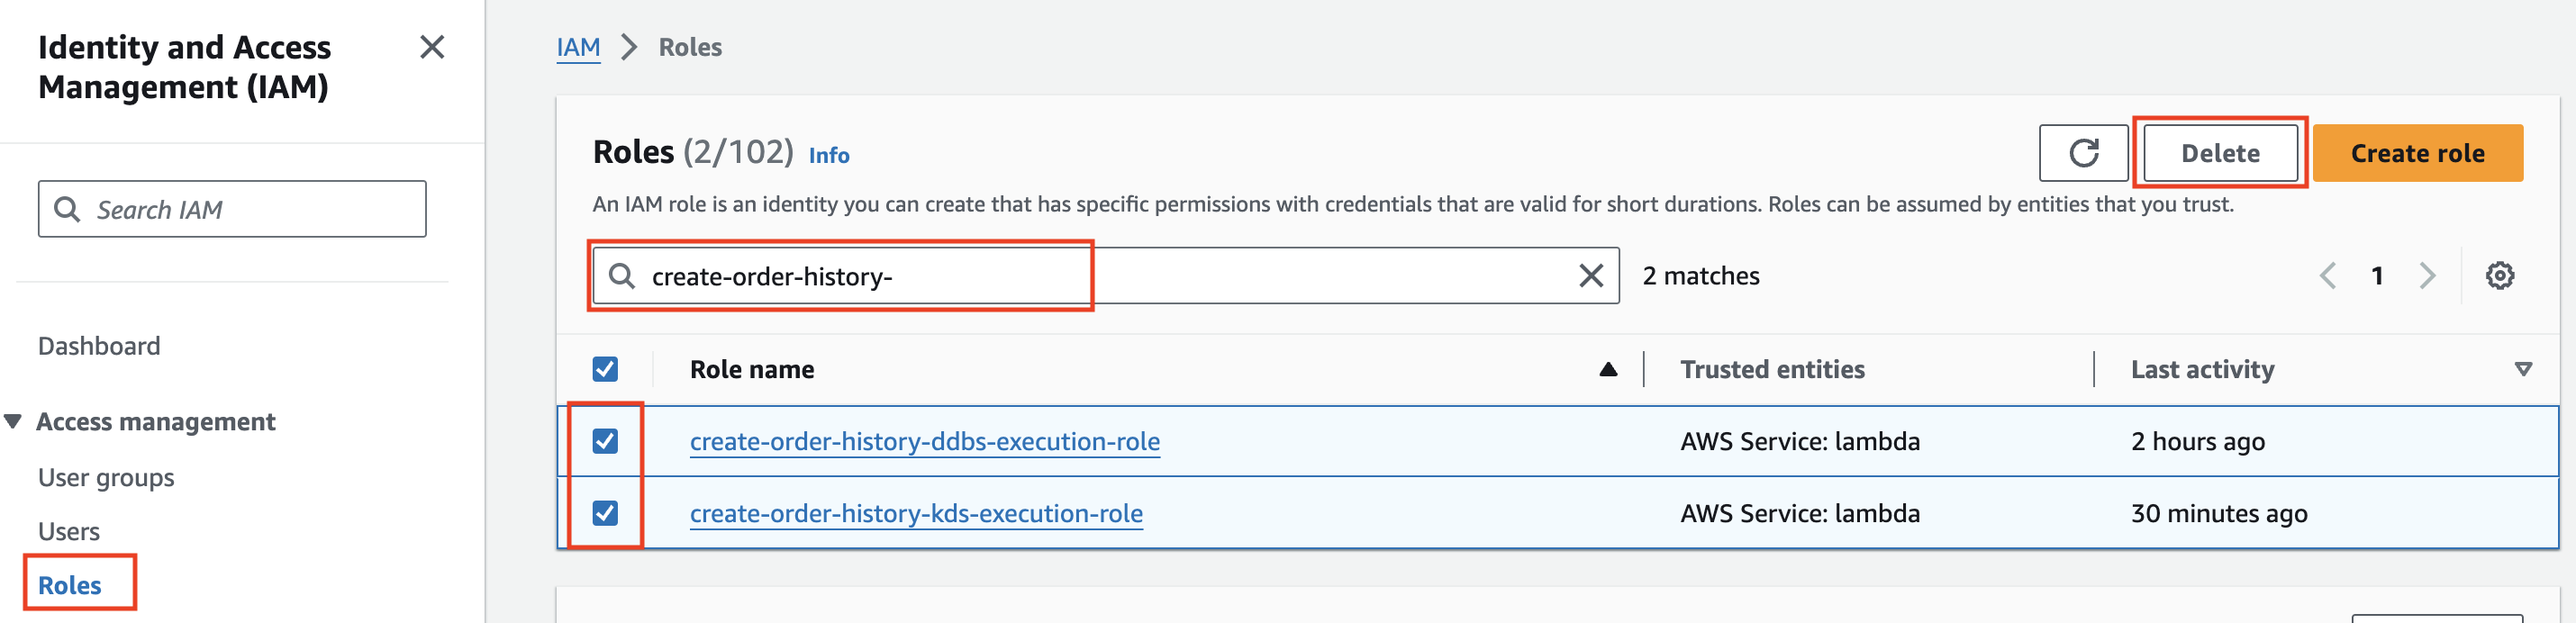 Identity and Access
Management (IAM)
Search IAM
Dashboard
Access management
User groups
Users
Roles
IAM Roles
Roles (2/102) Info
Delete
Create role
An IAM role is an identity you can create that has specific permissions with credentials that are valid for short durations. Roles can be assumed by entities that you trust.
create-order-history-
2 matches
1
Role name Trusted entities Last activity
create-order-history-ddbs-execution-role AWS Service: lambda 2 hours ago
create-order-history-kds-execution-role AWS Service: lambda 30 minutes ago